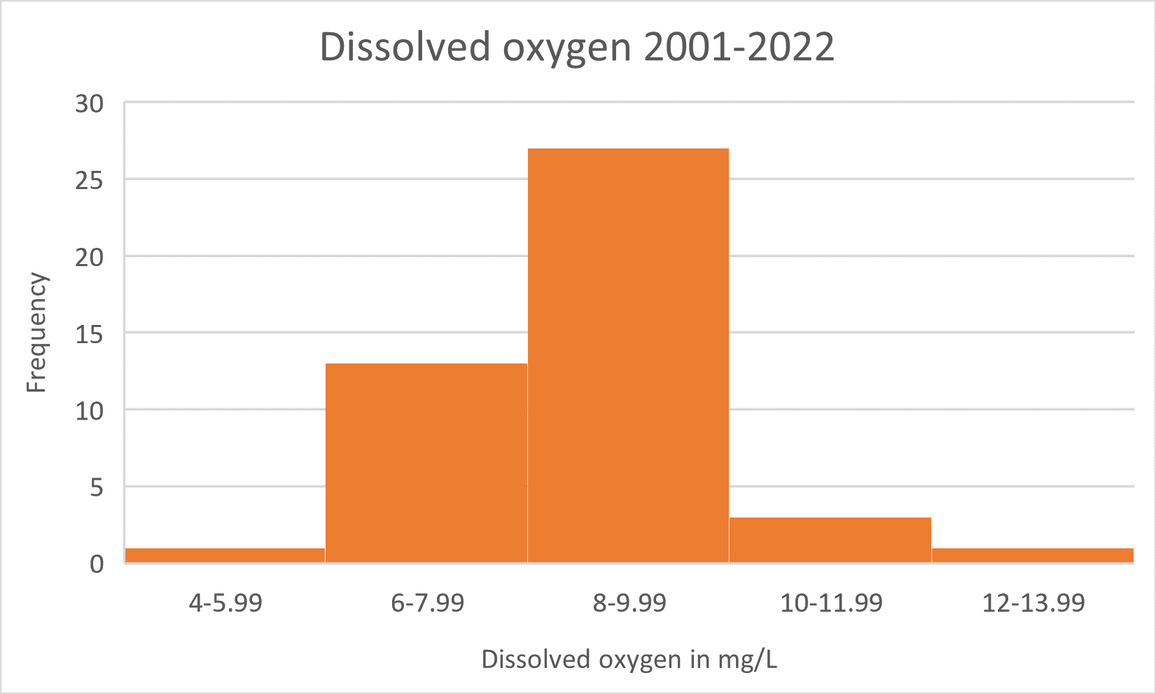 Dissolved oxygen 2001-2022
30
25
20
15
10
5
0
Frequency
4-5.99 6-7.99 8-9.99 10-11.99 12-13.99
Dissolved oxygen in mg/L